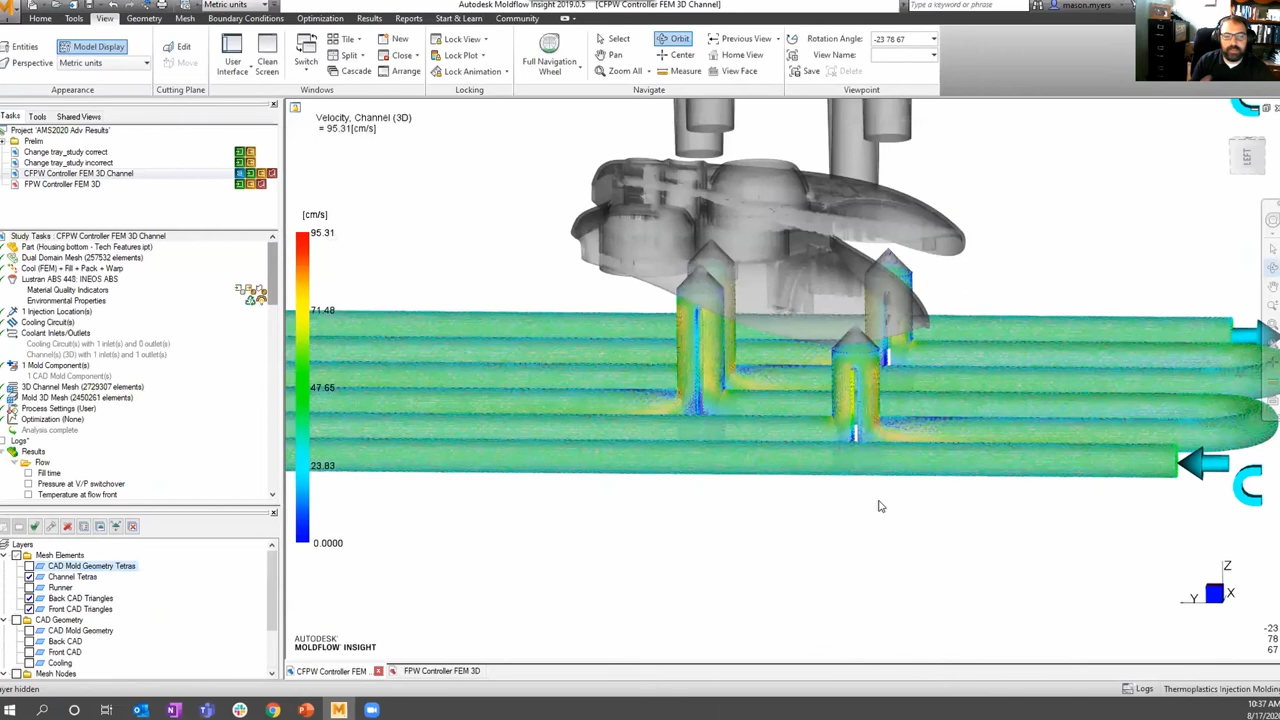 Metric units
Autodesk Moldflow Insight 2019.0.5 [CFPW Controller FEM 3D Channel]
Type a keyword or phrase
mason.myers
Home Tools View Geometry Mesh Boundary Conditions Optimization Results Reports Start & Learn Community
Entities
Model Display
Perspective
Metric units
Appearance
Edit
Move
Cutting Plane
User Interface
Clean Screen
Switch
Tile
Split
Cascade
New
Close
Arrange
Windows
Lock View
Lock Plot
Lock Animation
Locking
Full Navigation Wheel
Select
Pan
Zoom All
Orbit
Center
Measure
Previous View
Home View
View Face
Navigate
Rotation Angle: -23 78 67
View Name:
Save Delete
Viewpoint
Tasks Tools Shared Views
Project 'AMS2020 Adv Results'
Prelim
Change tray_study correct
Change tray_study incorrect
CFPW Controller FEM 3D Channel
FPW Controller FEM 3D
Study Tasks : CFPW Controller FEM 3D Channel
Part (Housing bottom - Tech Features.ipt)
Dual Domain Mesh (257532 elements)
Cool (FEM) + Fill + Pack + Warp
Lustran ABS 448: INEOS ABS
Material Quality Indicators
Environmental Properties
1 Injection Location(s)
Cooling Circuit(s)
Coolant Inlets/Outlets
Cooling Circuit(s) with 1 inlet(s) and 0 outlet(s)
Channel(s) (3D) with 1 inlet(s) and 1 outlet(s)
1 Mold Component(s)
1 CAD Mold Component(s)
3D Channel Mesh (2729307 elements)
Mold 3D Mesh (2450261 elements)
Process Settings (User)
Optimization (None)
Analysis complete
Logs*
Results
Flow
Fill time
Pressure at V/P switchover
Temperature at flow front
Layers
Mesh Elements
CAD Mold Geometry Tetras
Channel Tetras
Runner
Back CAD Triangles
Front CAD Triangles
CAD Geometry
CAD Mold Geometry
Back CAD
Front CAD
Cooling
Mesh Nodes
Velocity, Channel (3D)
= 95.31[cm/s]
[cm/s]
95.31
71.48
47.65
23.83
0.0000
LEFT
Z
Y
X
-23
78
67
AUTODESK®
MOLDFLOW INSIGHT
CFPW Controller FEM ...
FPW Controller FEM 3D
ayer hidden
Logs
Thermoplastics Injection Moldin
10:37 AM
8/17/20